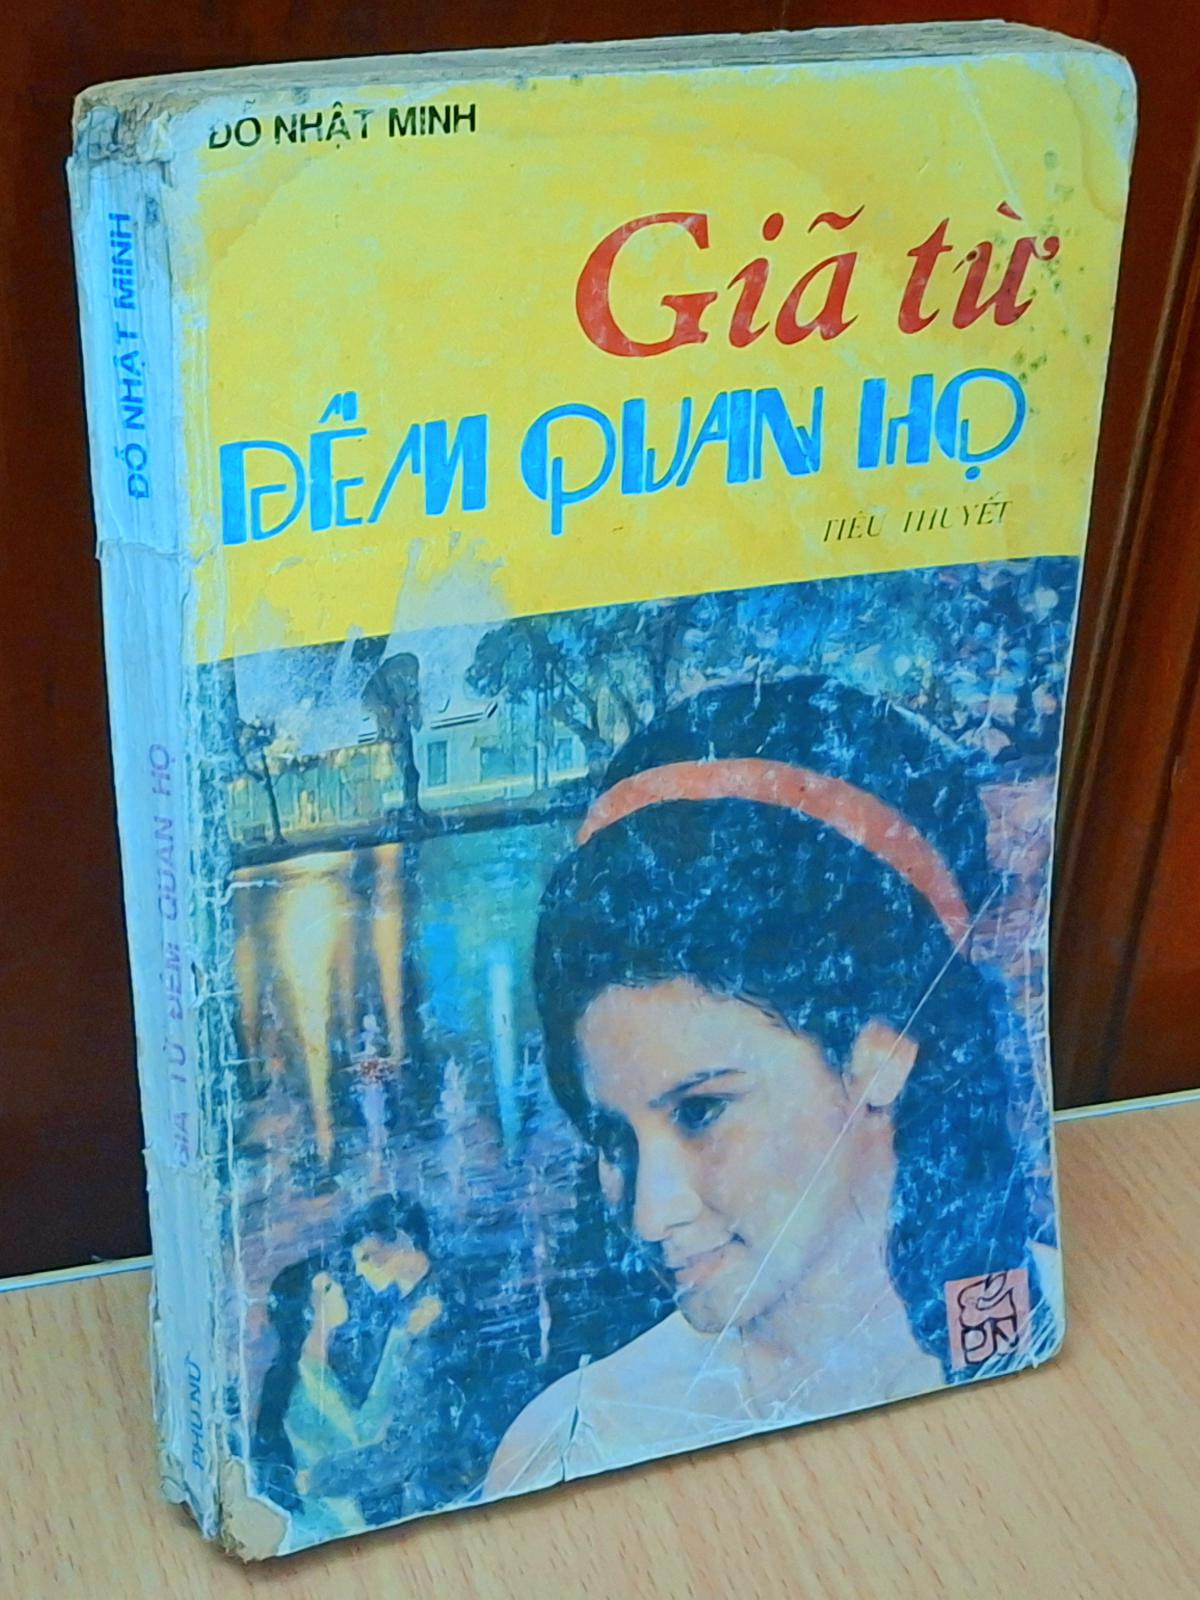 ĐỖ NHẬT MINH
Giã từ
ĐÊM QUAN HỌ
TIỂU THUYẾT
ĐỖ NHẬT MINH
GIÃ TỪ ĐÊM QUAN HỌ
PHỤ NỮ